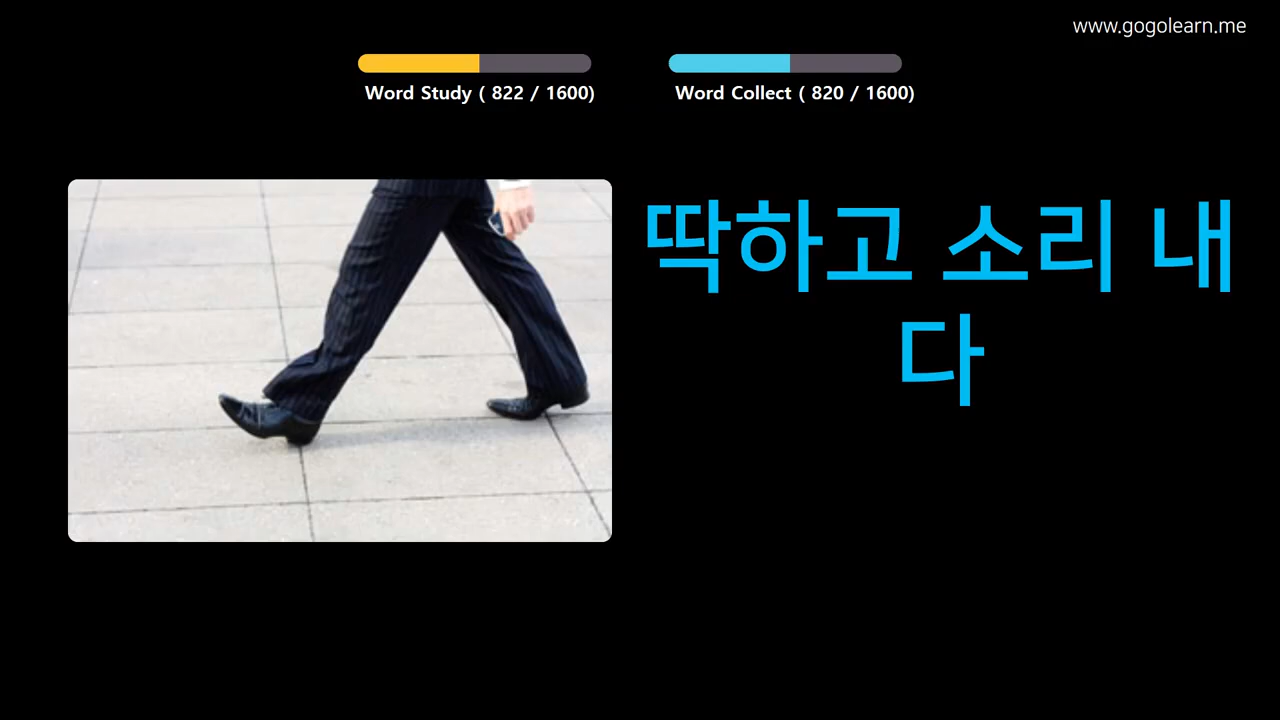 www.gogolearn.me
Word Study ( 822 / 1600)
Word Collect ( 820 / 1600)
딱하고 소리 내
다